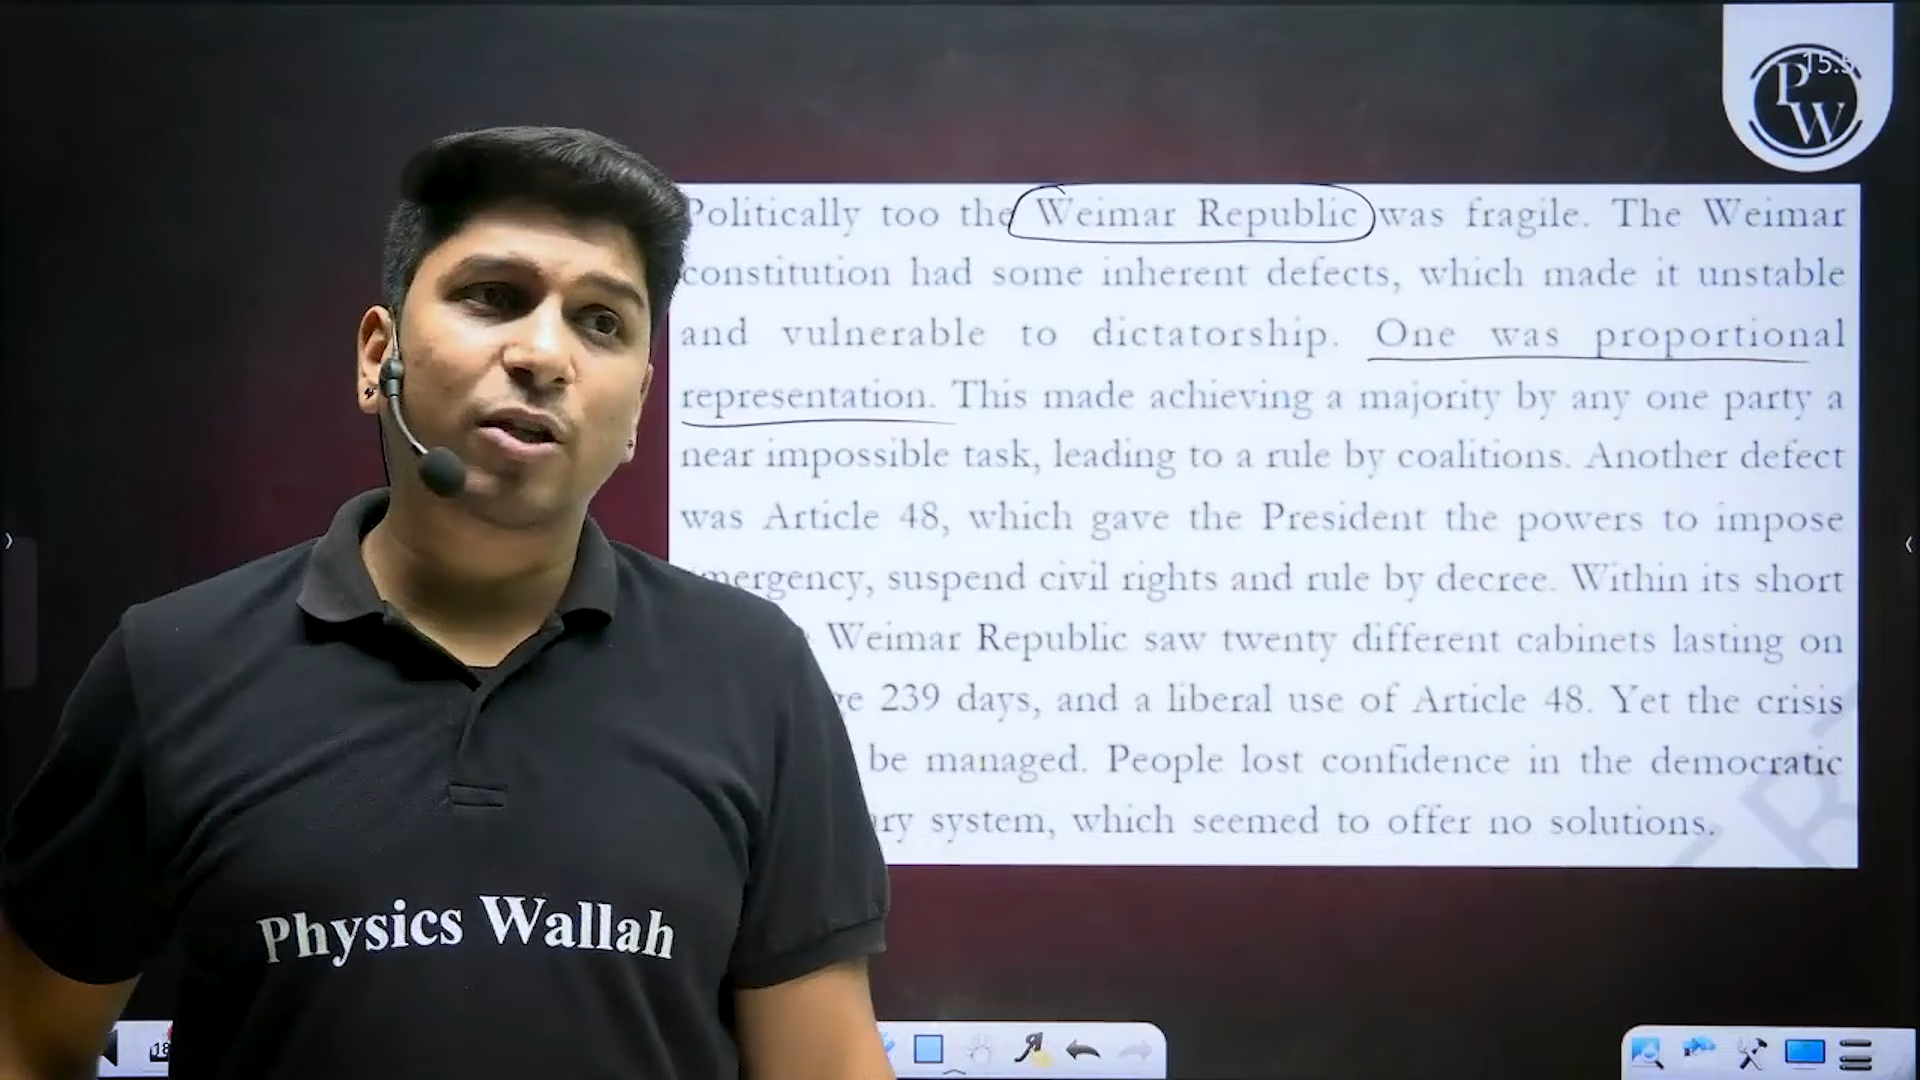 P
W
15.5
Politically too the Weimar Republic was fragile. The Weimar
constitution had some inherent defects, which made it unstable
and vulnerable to dictatorship. One was proportional
representation. This made achieving a majority by any one party a
near impossible task, leading to a rule by coalitions. Another defect
was Article 48, which gave the President the powers to impose
emergency, suspend civil rights and rule by decree. Within its short
Weimar Republic saw twenty different cabinets lasting on
239 days, and a liberal use of Article 48. Yet the crisis
be managed. People lost confidence in the democratic
system, which seemed to offer no solutions.
Physics Wallah
18